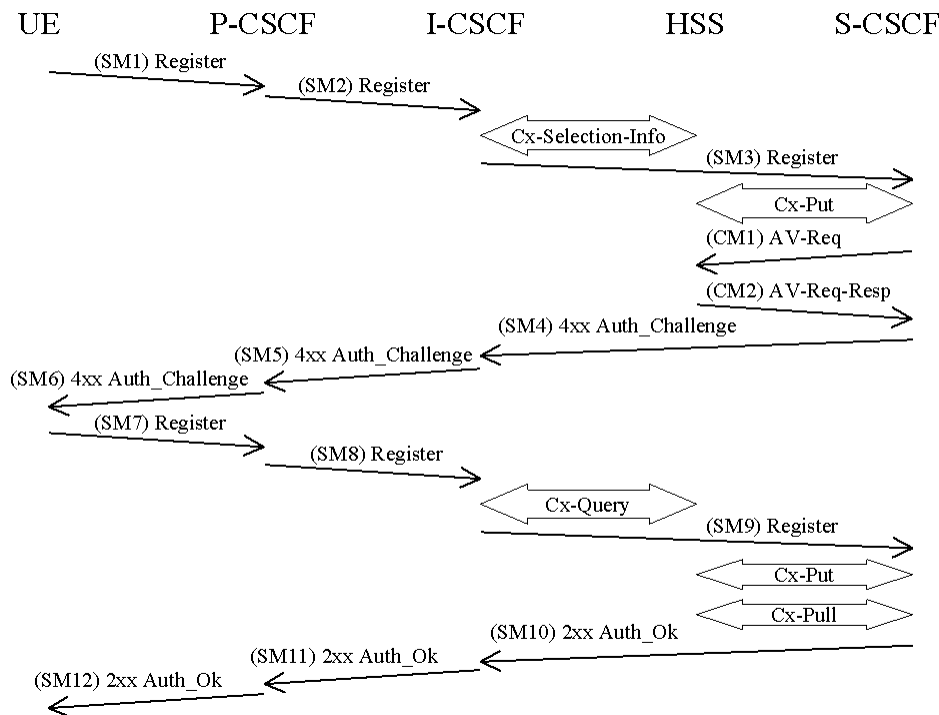 UE P-CSCF I-CSCF HSS S-CSCF
(SM1) Register
(SM2) Register
Cx-Selection-Info
(SM3) Register
Cx-Put
(CM1) AV-Req
(CM2) AV-Req-Resp
(SM4) 4xx Auth_Challenge
(SM5) 4xx Auth_Challenge
(SM6) 4xx Auth_Challenge
(SM7) Register
(SM8) Register
Cx-Query
(SM9) Register
Cx-Put
Cx-Pull
(SM10) 2xx Auth_Ok
(SM11) 2xx Auth_Ok
(SM12) 2xx Auth_Ok